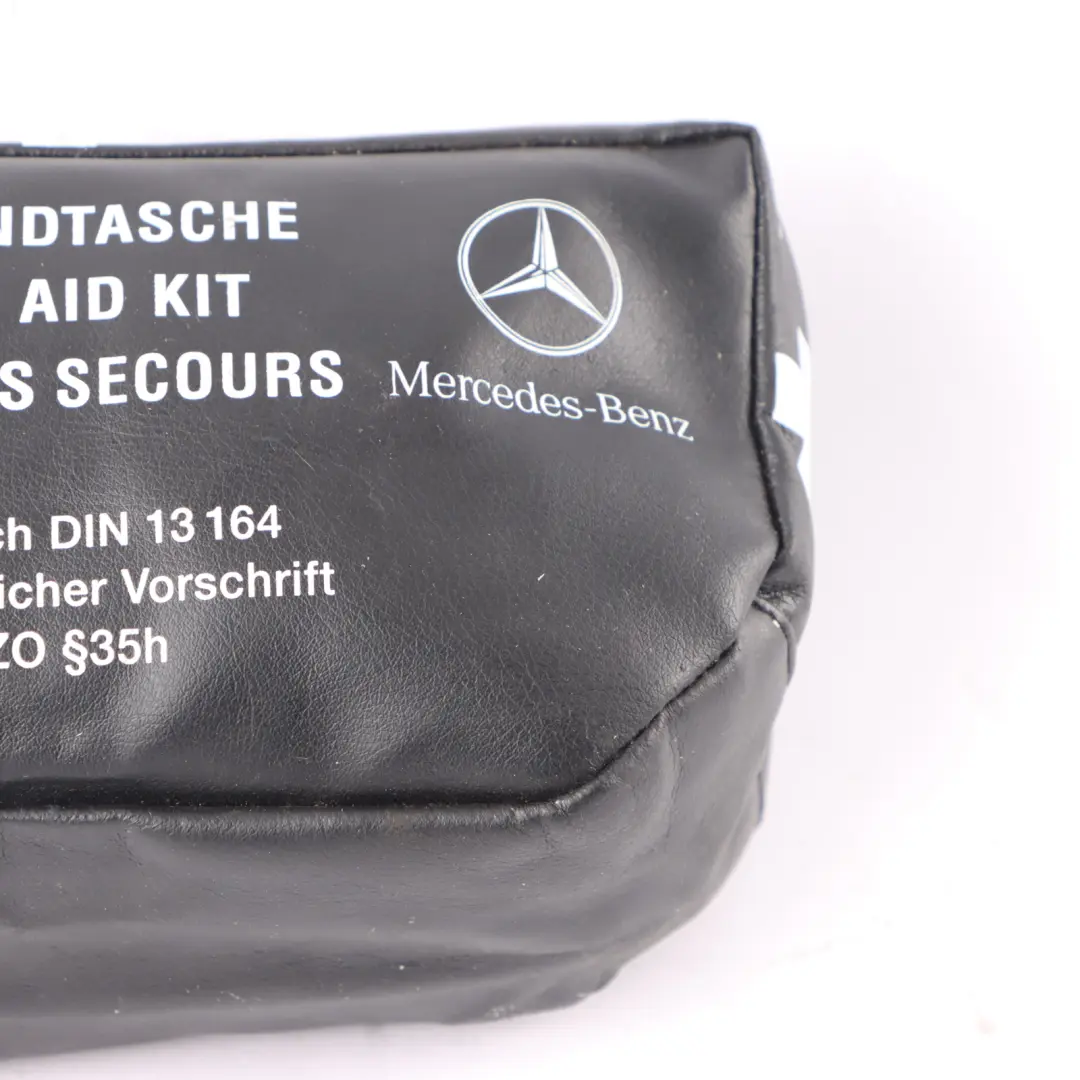 NDTASCHE
AID KIT
S SECOURS
Mercedes-Benz
ch DIN 13 164
licher Vorschrift
ZO §35h